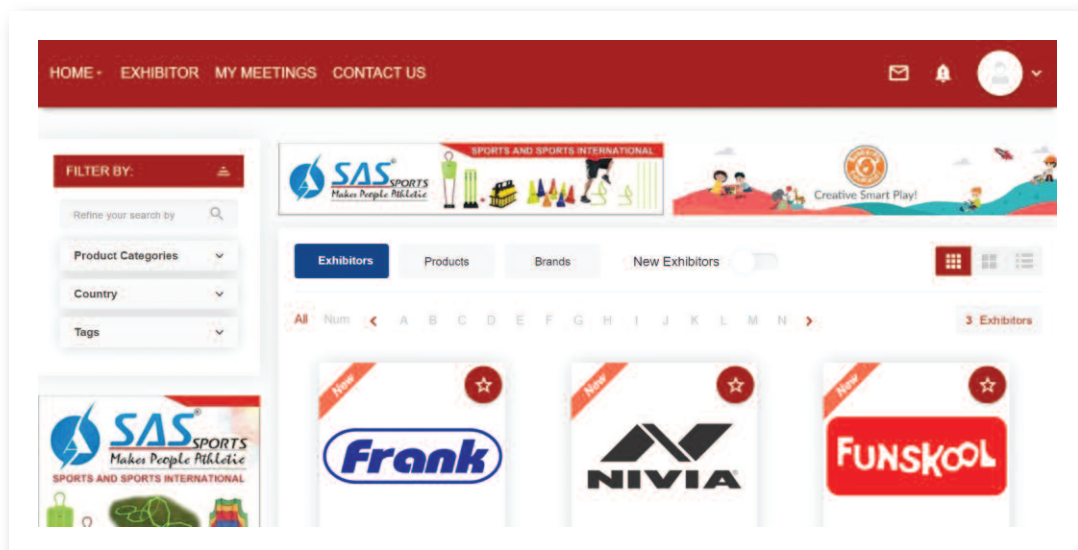 HOME EXHIBITOR MY MEETINGS CONTACT US
FILTER BY:
Refine your search by
Product Categories
Country
Tags
SAS SPORTS
Makes People Athletic
SPORTS AND SPORTS INTERNATIONAL
SPORTS AND SPORTS INTERNATIONAL
SAS SPORTS
Makes People Athletic
Creative Smart Play!
Exhibitors Products Brands New Exhibitors
All Num A B C D E F G H I J K L M N
3 Exhibitors
New
Frank
New
NIVIA
New
FUNSKOOL